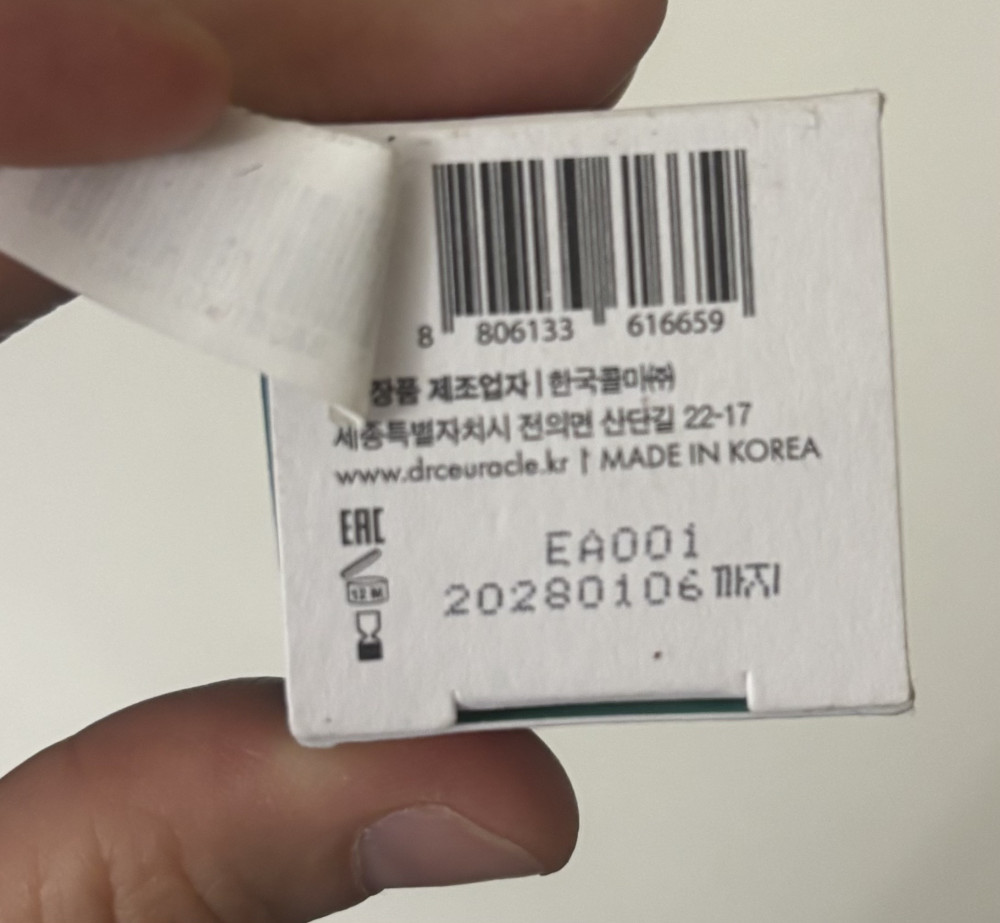 8 806133 616659
장품 제조업자 | 한국콜마㈜
세종특별자치시 전의면 산단길 22-17
www.drceuracle.kr | MADE IN KOREA
EAC
12 M
EA001
20280106까지